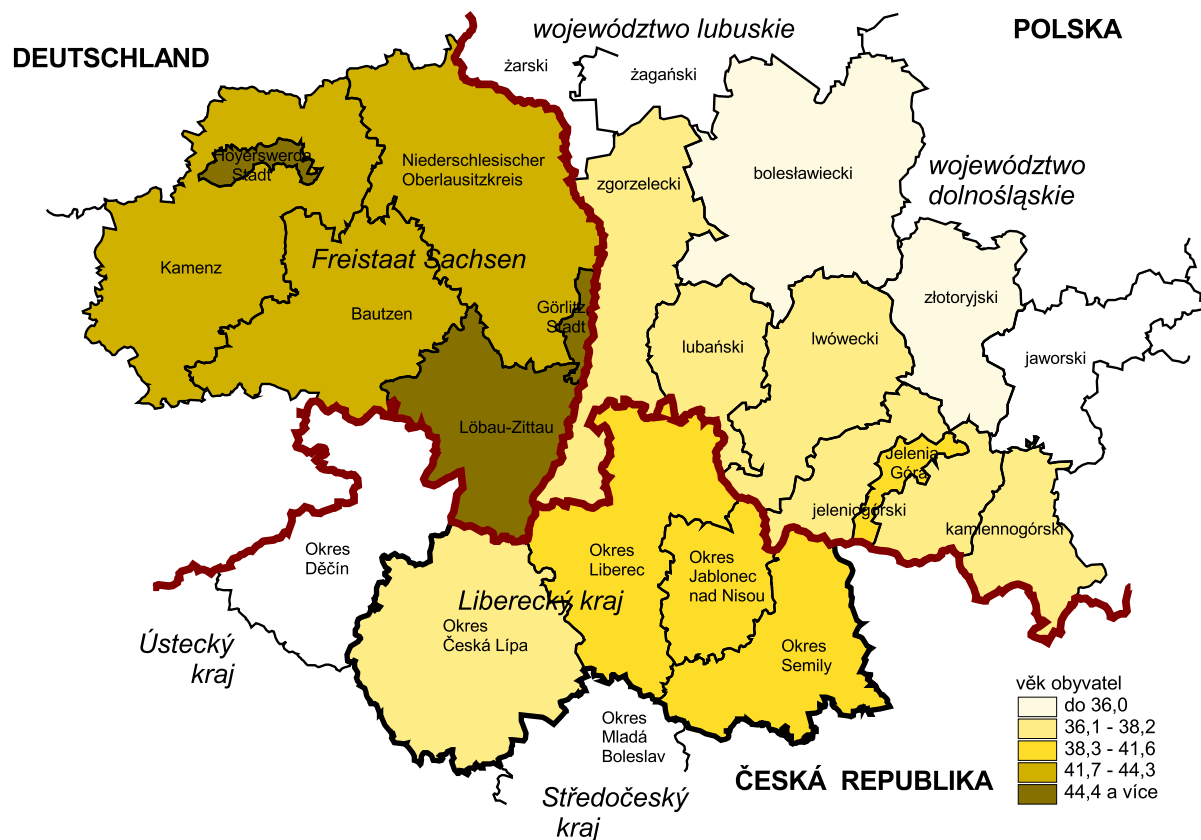 DEUTSCHLAND
województwo lubuskie
POLSKA
żarski
żagański
Hoyerswerda
Stadt
Niederschlesischer
Oberlausitzkreis
zgorzelecki
bolesławiecki
województwo
dolnośląskie
Kamenz
Freistaat Sachsen
Bautzen
Görlitz
Stadt
złotoryjski
lubański
lwówecki
jaworski
Löbau-Zittau
Jelenia
Góra
jeleniogórski
kamiennogórski
Okres
Děčín
Okres
Liberec
Okres
Jablonec
nad Nisou
Liberecký kraj
Ústecký
kraj
Okres
Česká Lípa
Okres
Semily
Okres
Mladá
Boleslav
Středočeský
kraj
ČESKÁ REPUBLIKA
věk obyvatel
do 36,0
36,1 - 38,2
38,3 - 41,6
41,7 - 44,3
44,4 a více